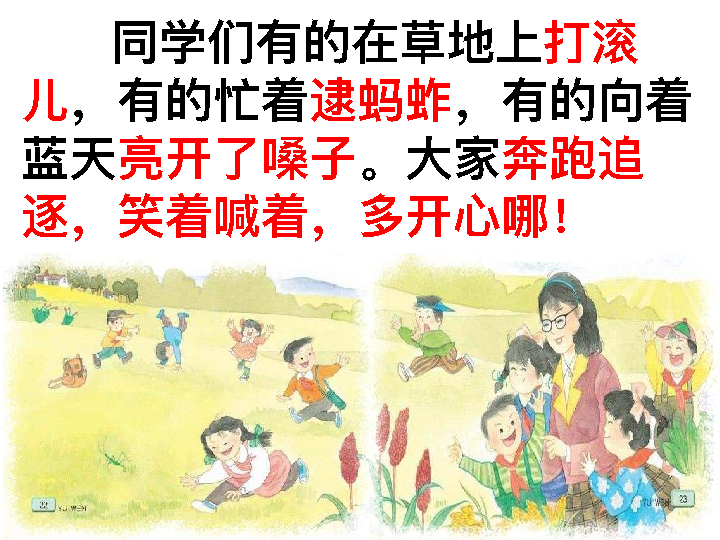 同学们有的在草地上打滚
儿，有的忙着逮蚂蚱，有的向着
蓝天亮开了嗓子。大家奔跑追
逐，笑着喊着，多开心哪！
22 YU WEN
YU WEN 23